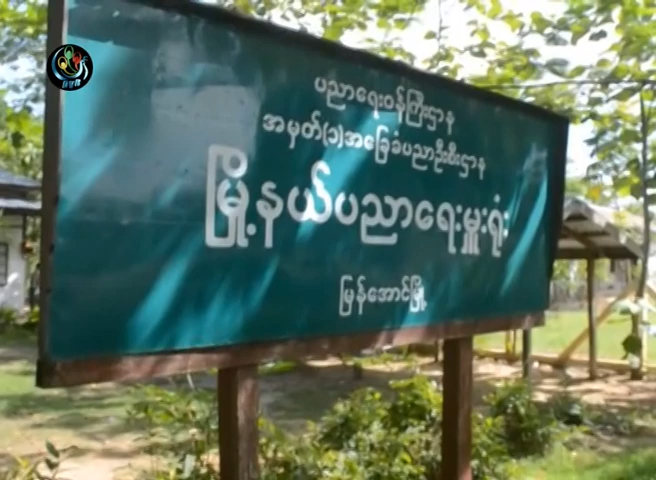 ပညာရေးဝန်ကြီးဌာန
အမှတ်(၁)အခြေခံပညာဦးစီးဌာန
မြို့နယ်ပညာရေးမှူးရုံး
မြန်အောင်မြို့